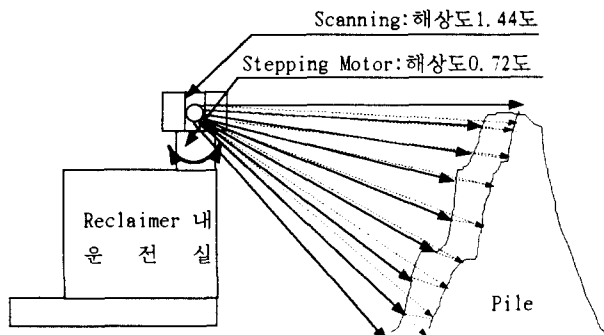 Scanning:해상도1.44도
Stepping Motor:해상도0.72도
Reclaimer 내
운 전 실
Pile